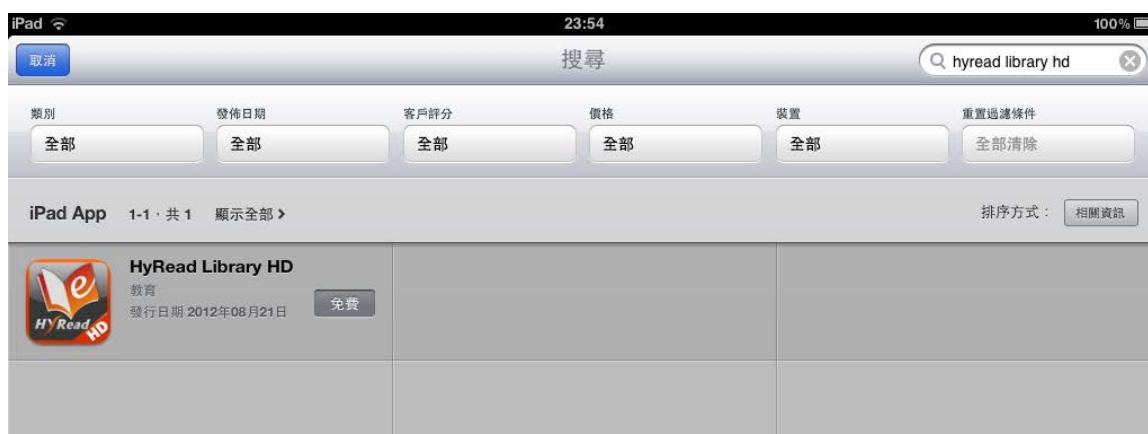 iPad 23:54 100%
取消 搜尋 hyread library hd
類別 發佈日期 客戶評分 價格 裝置 重置過濾條件
全部 全部 全部 全部 全部 全部清除
iPad App 1-1，共 1 顯示全部 排序方式： 相關資訊
HyRead Library HD
教育
發行日期 2012年08月21日 免費
e
HyRead HD